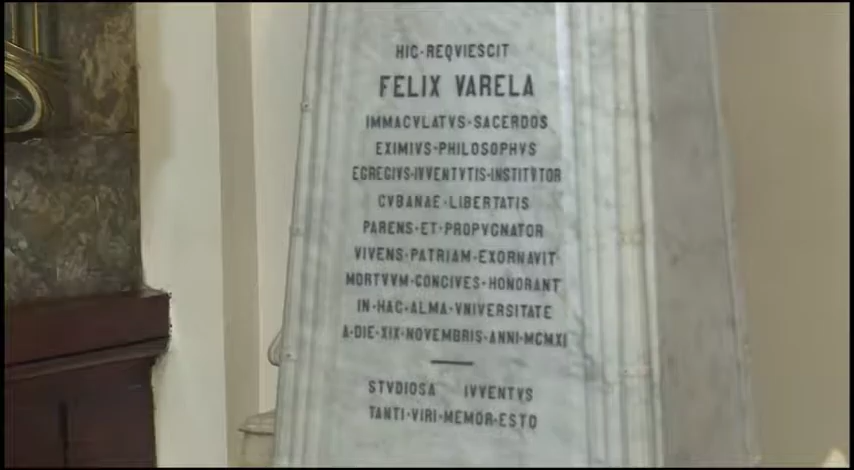 HIC·REQVIESCIT
FELIX VARELA
IMMACVLATVS·SACERDOS
EXIMIVS·PHILOSOPHVS
EGREGIVS·IVVENTVTIS·INSTITVTOR
CVBANAE·LIBERTATIS
PARENS·ET·PROPVGNATOR
VIVENS·PATRIAM·EXORNAVIT
MORTVVM·CONCIVES·HONORANT
IN·HAC·ALMA·VNIVERSITATE
A·DIE·XIX·NOVEMBRIS·ANNI·MCMXI
STVDIOSA IVVENTVS
TANTI·VIRI·MEMOR·ESTO